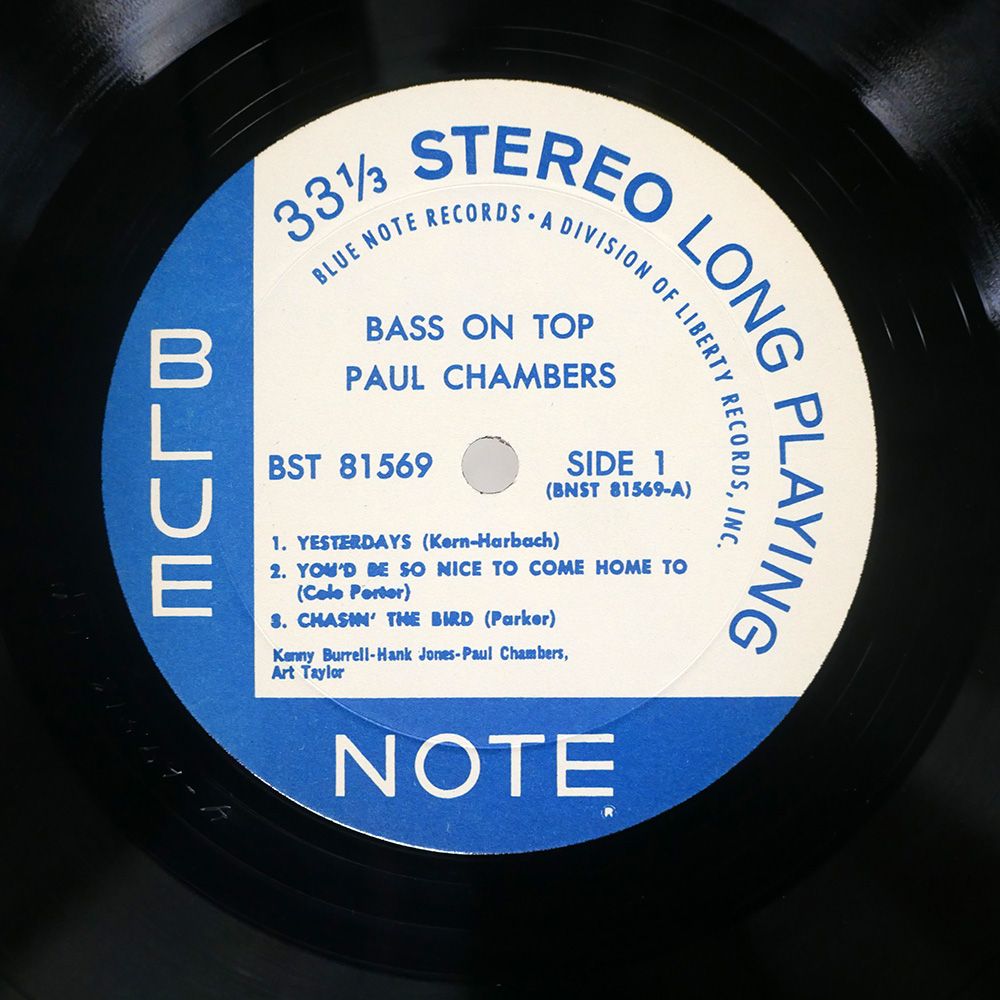 33 1/3 STEREO LONG PLAYING
BLUE NOTE RECORDS • A DIVISION OF LIBERTY RECORDS, INC.
BASS ON TOP
PAUL CHAMBERS
BST 81569
SIDE 1
(BNST 81569-A)
1. YESTERDAYS (Kern-Harbach)
2. YOU'D BE SO NICE TO COME HOME TO
(Cole Porter)
3. CHASIN' THE BIRD (Parker)
Kenny Burrell-Hank Jones-Paul Chambers,
Art Taylor
BLUE
NOTE
®